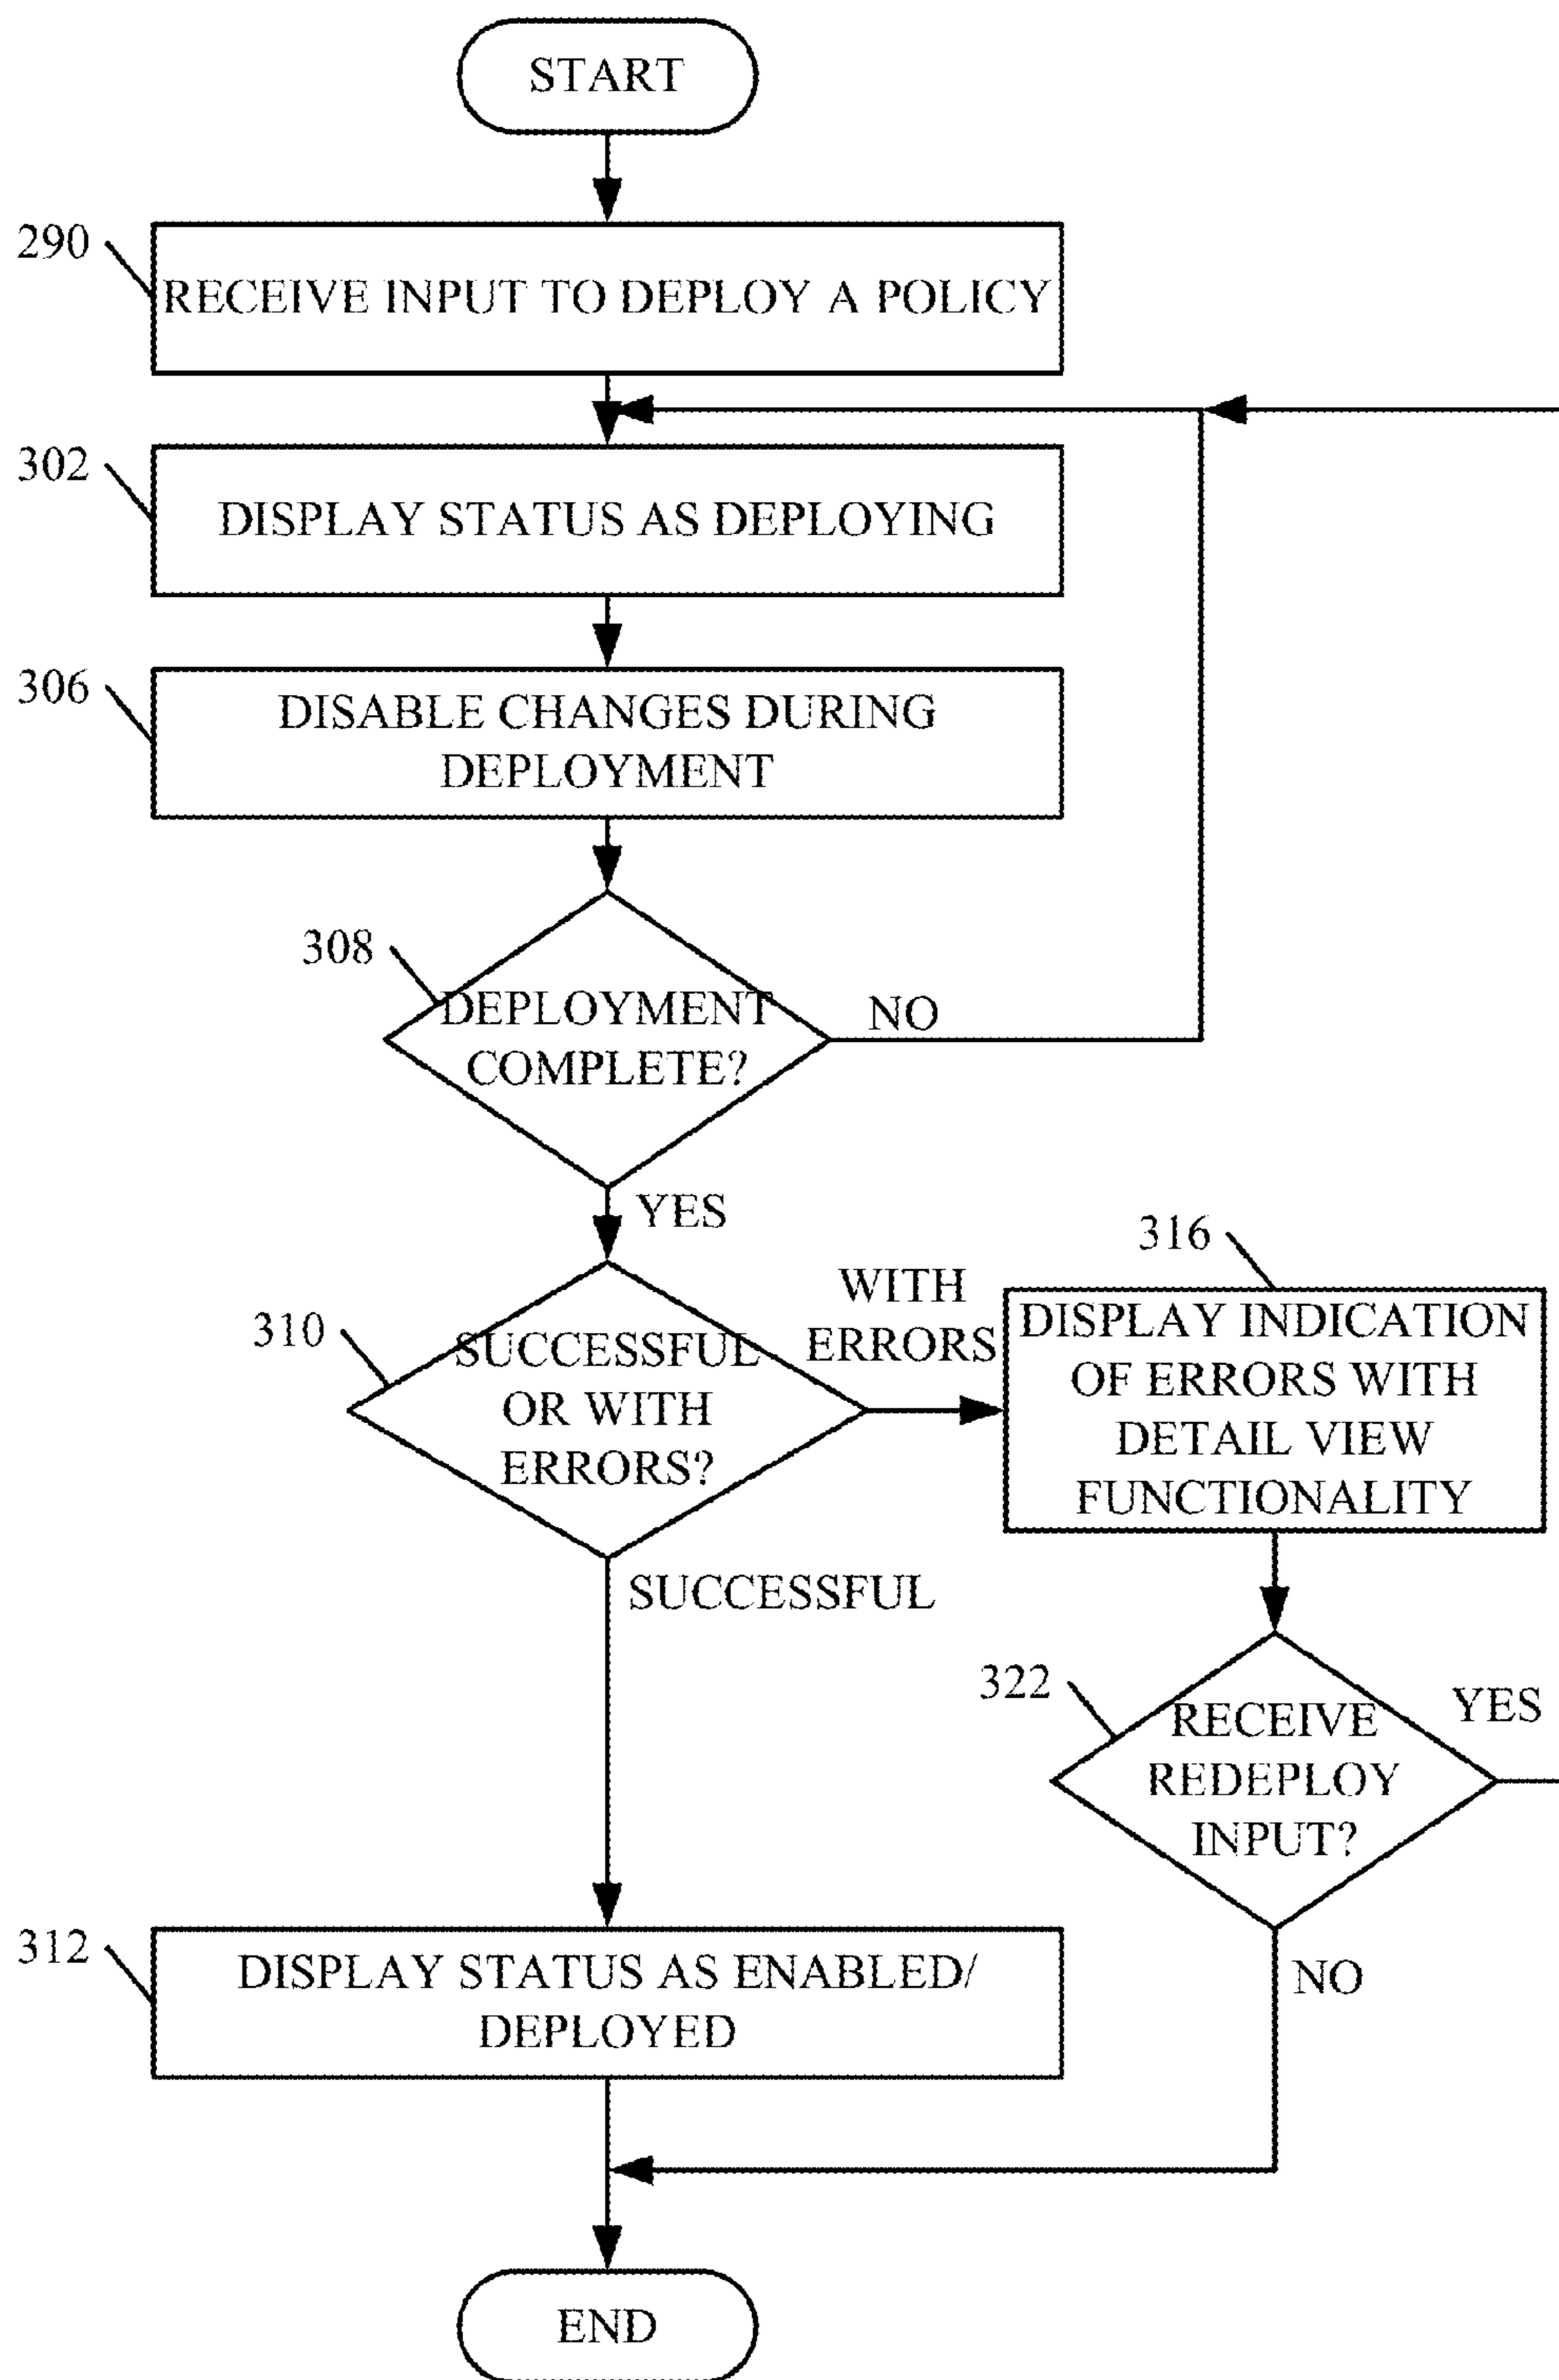 START
290
RECEIVE INPUT TO DEPLOY A POLICY
302
DISPLAY STATUS AS DEPLOYING
306
DISABLE CHANGES DURING
DEPLOYMENT
308
DEPLOYMENT
COMPLETE?
NO
YES
310
SUCCESSFUL
OR WITH
ERRORS?
WITH
ERRORS
316
DISPLAY INDICATION
OF ERRORS WITH
DETAIL VIEW
FUNCTIONALITY
SUCCESSFUL
322
RECEIVE
REDEPLOY
INPUT?
YES
NO
312
DISPLAY STATUS AS ENABLED/
DEPLOYED
END